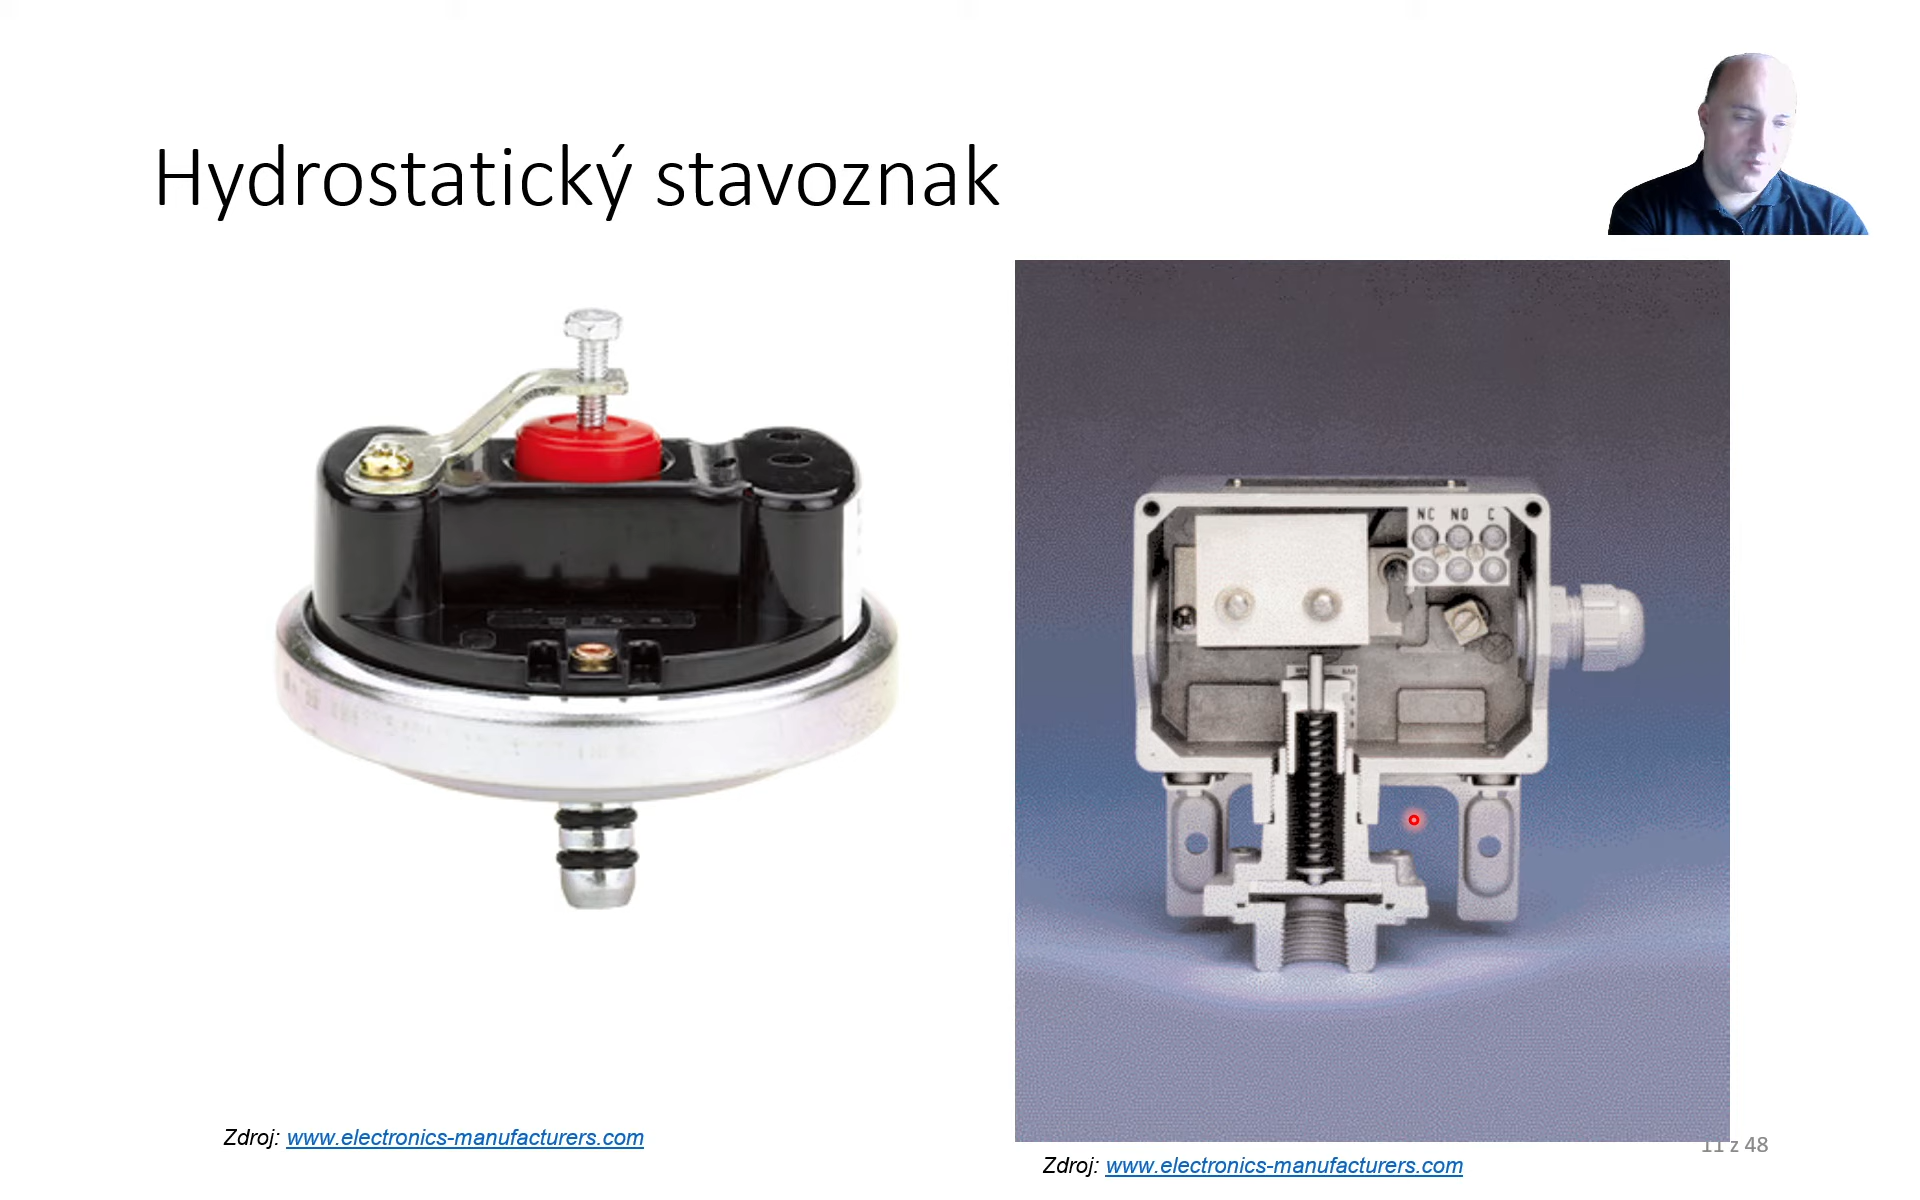 Hydrostatický stavoznak
NC NO C
Zdroj: www.electronics-manufacturers.com
Zdroj: www.electronics-manufacturers.com
11 z 48